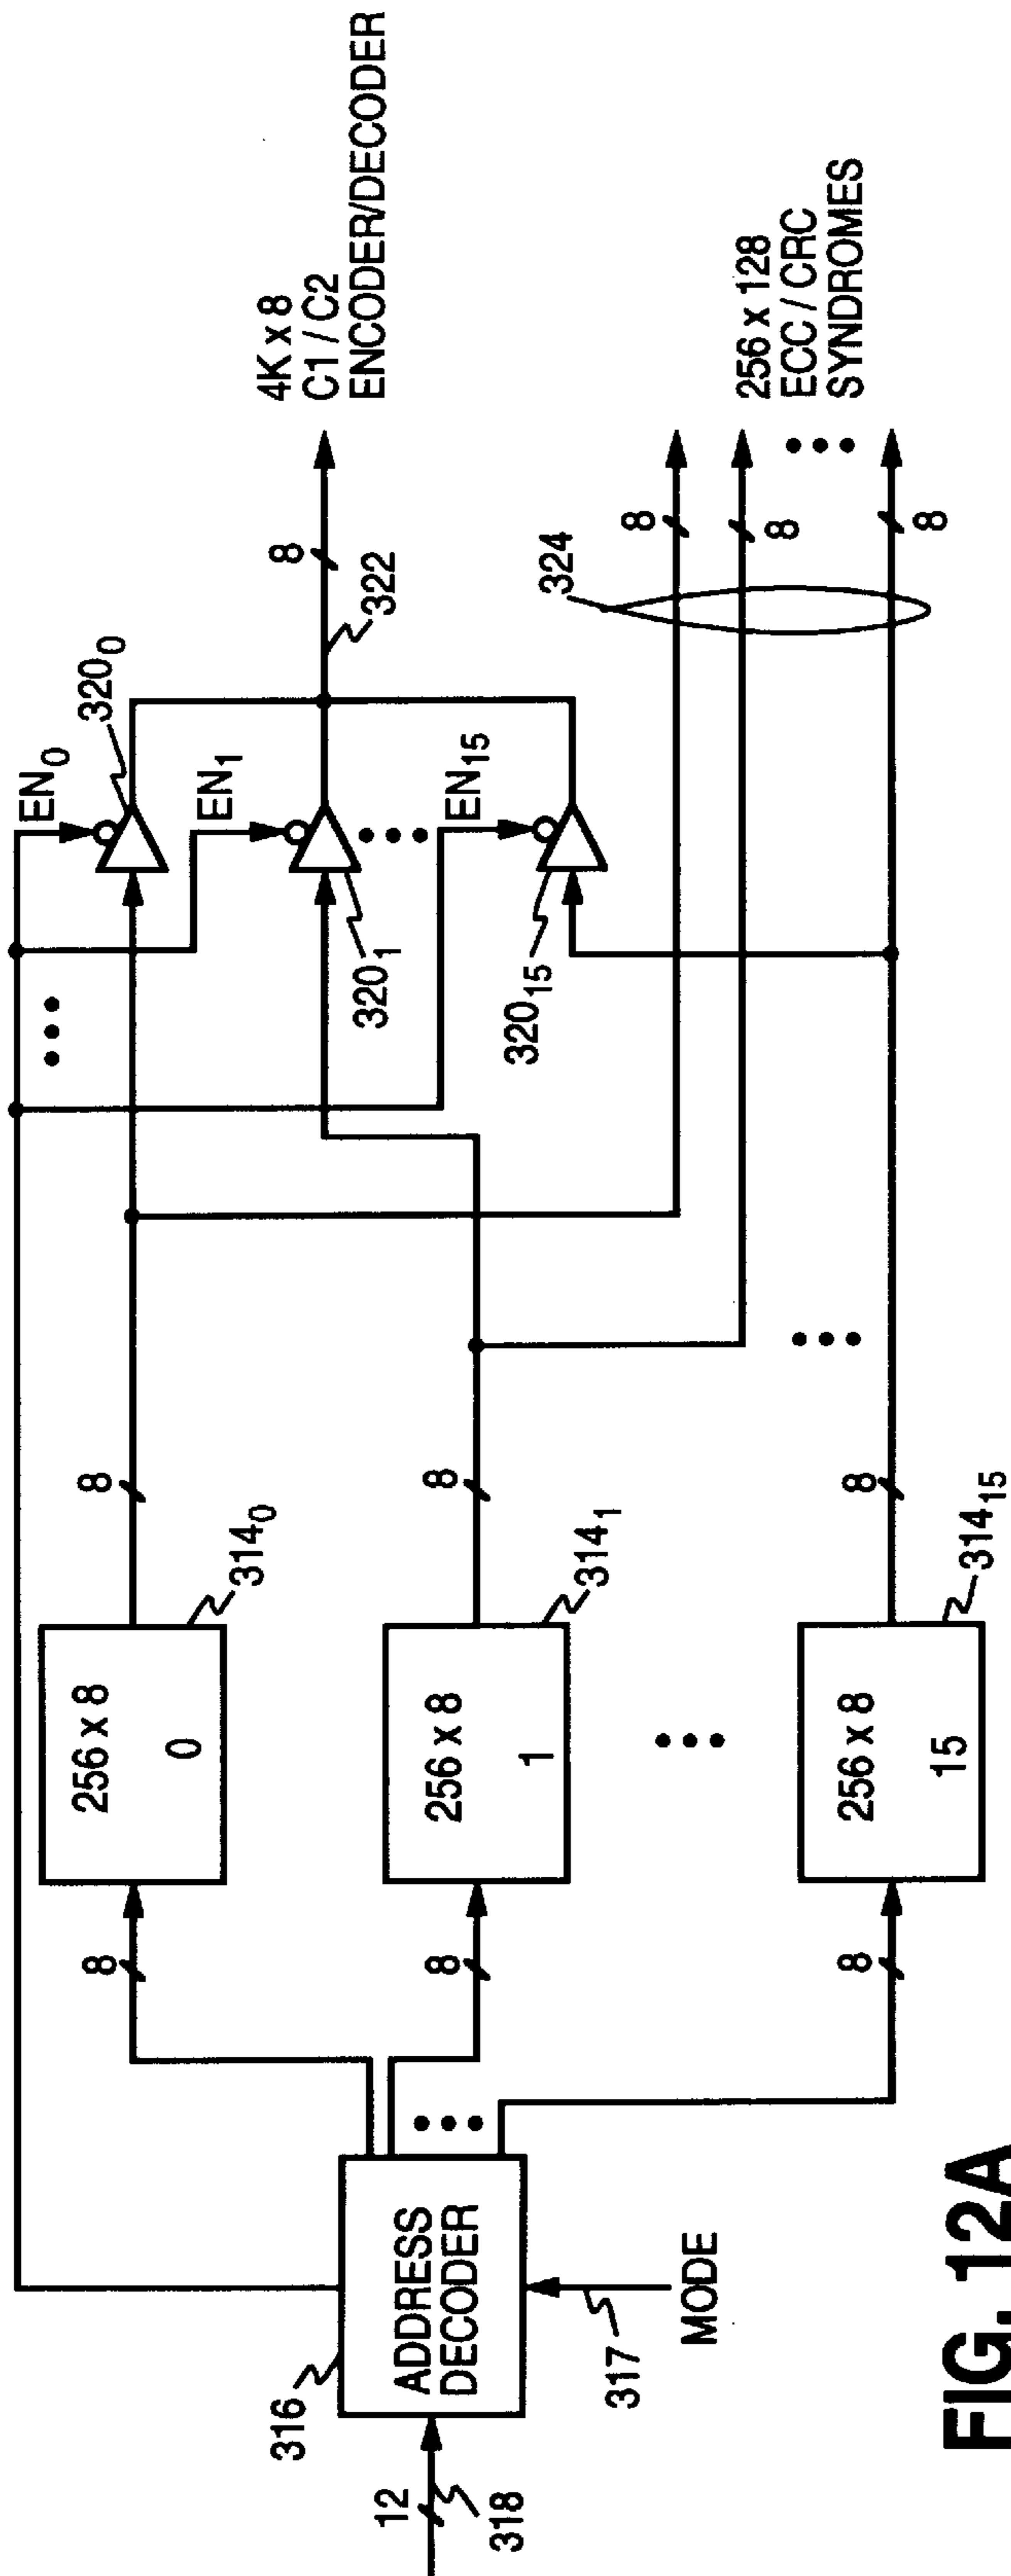 12
318
316
ADDRESS
DECODER
317
MODE
8
256 x 8
0
314₀
8
8
256 x 8
1
314₁
8
8
256 x 8
15
314₁₅
8
EN₀
320₀
EN₁
320₁
EN₁₅
320₁₅
8
322
4K x 8
C1 / C2
ENCODER/DECODER
324
8
8
8
256 x 128
ECC / CRC
SYNDROMES
FIG. 12A